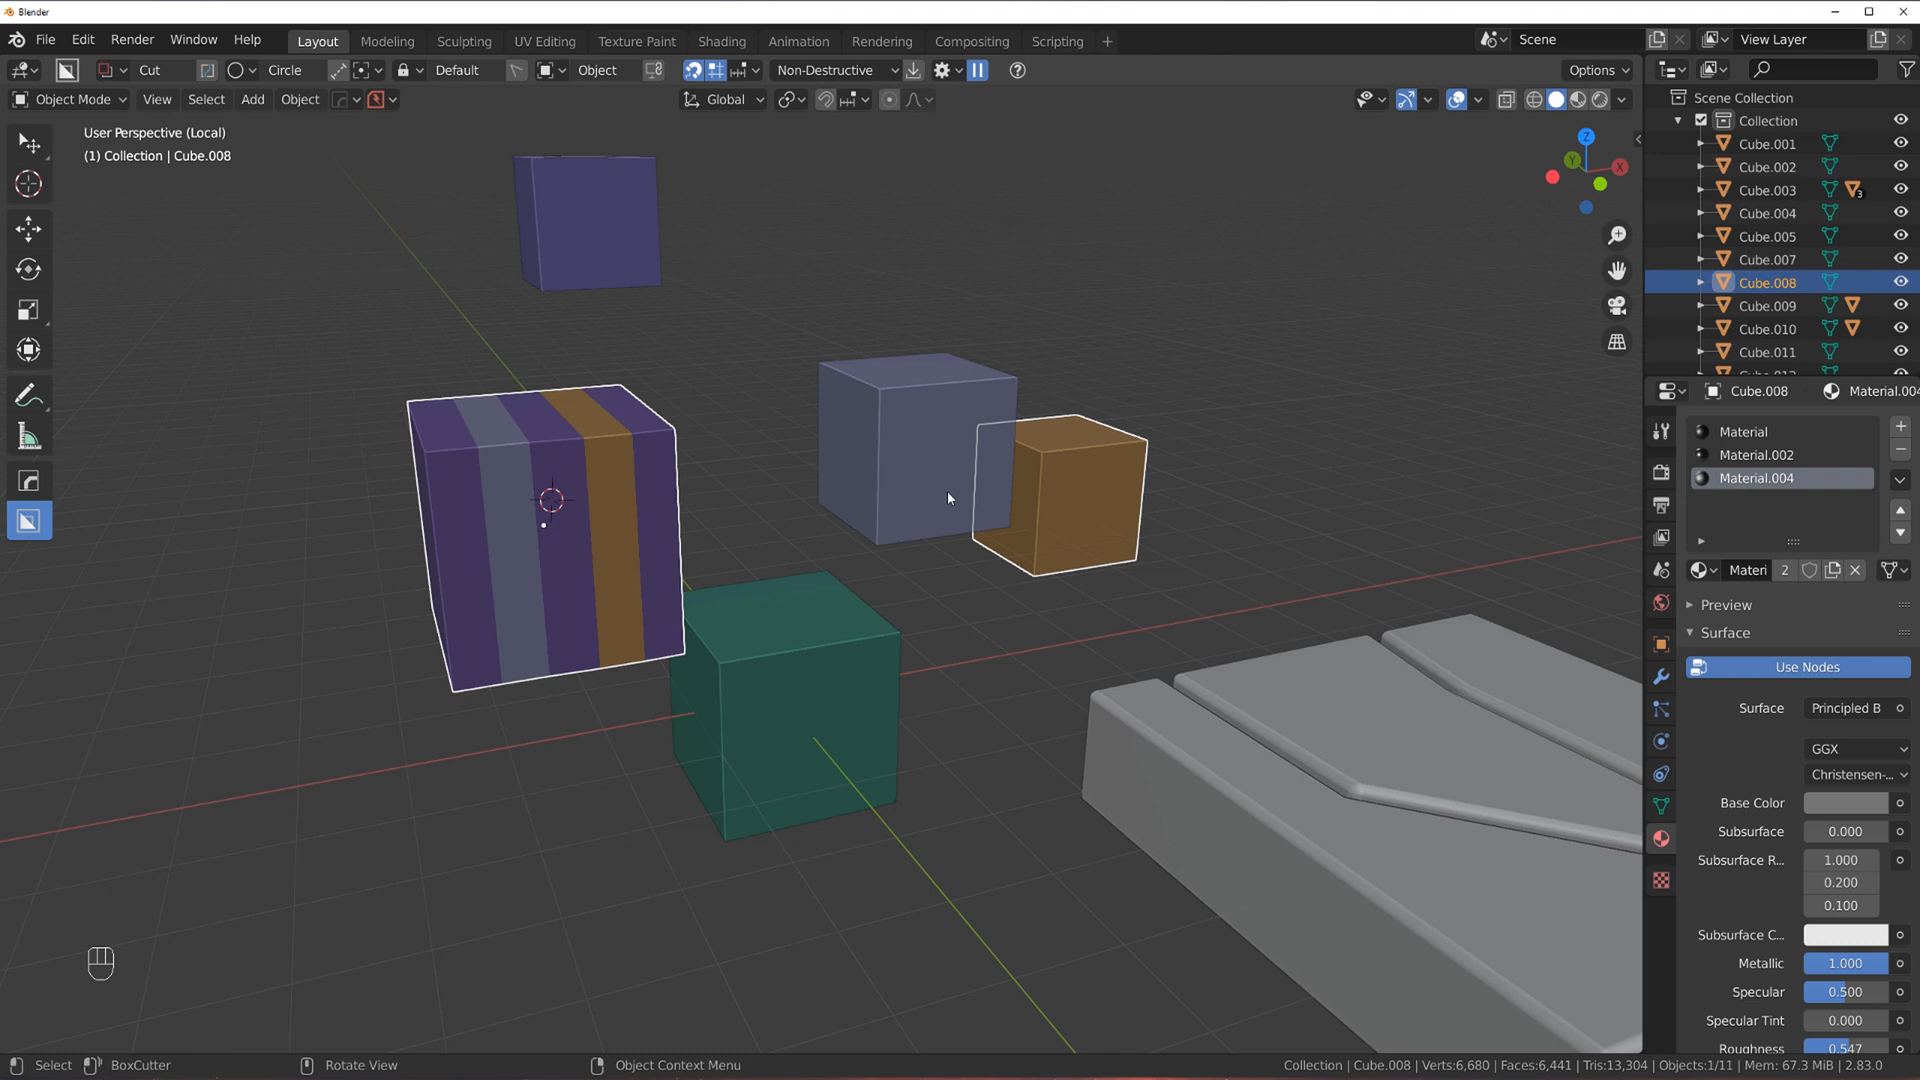 Blender
File Edit Render Window Help Layout Modeling Sculpting UV Editing Texture Paint Shading Animation Rendering Compositing Scripting + Scene View Layer
Cut Circle Default Object Non-Destructive Options
Object Mode View Select Add Object Global
User Perspective (Local)
(1) Collection | Cube.008
Z
Y
X
Scene Collection
Collection
Cube.001
Cube.002
Cube.003 3
Cube.004
Cube.005
Cube.007
Cube.008
Cube.009
Cube.010
Cube.011
Cube.008 Material.004
Material
Material.002
Material.004
Materi 2
Preview
Surface
Use Nodes
Surface Principled B
GGX
Christensen-...
Base Color
Subsurface 0.000
Subsurface R... 1.000
0.200
0.100
Subsurface C...
Metallic 1.000
Specular 0.500
Specular Tint 0.000
Roughness 0.547
Select BoxCutter Rotate View Object Context Menu Collection | Cube.008 | Verts:6,680 | Faces:6,441 | Tris:13,304 | Objects:1/11 | Mem: 67.3 MiB | 2.83.0